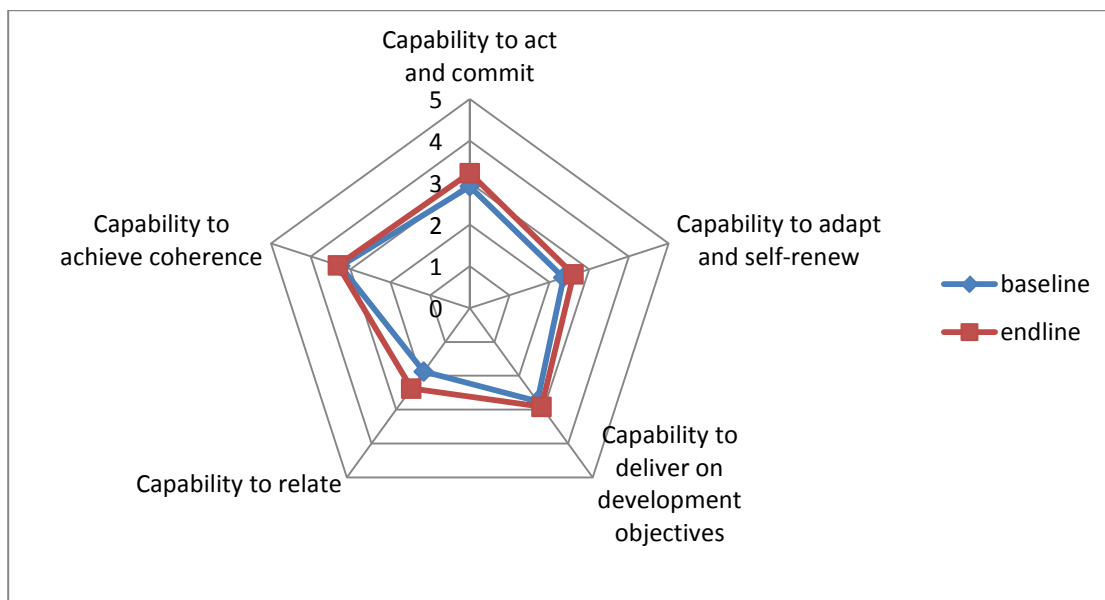 Capability to act
and commit
5
4
3
2
1
0
Capability to adapt
and self-renew
Capability to
deliver on
development
objectives
Capability to relate
Capability to
achieve coherence
baseline
endline